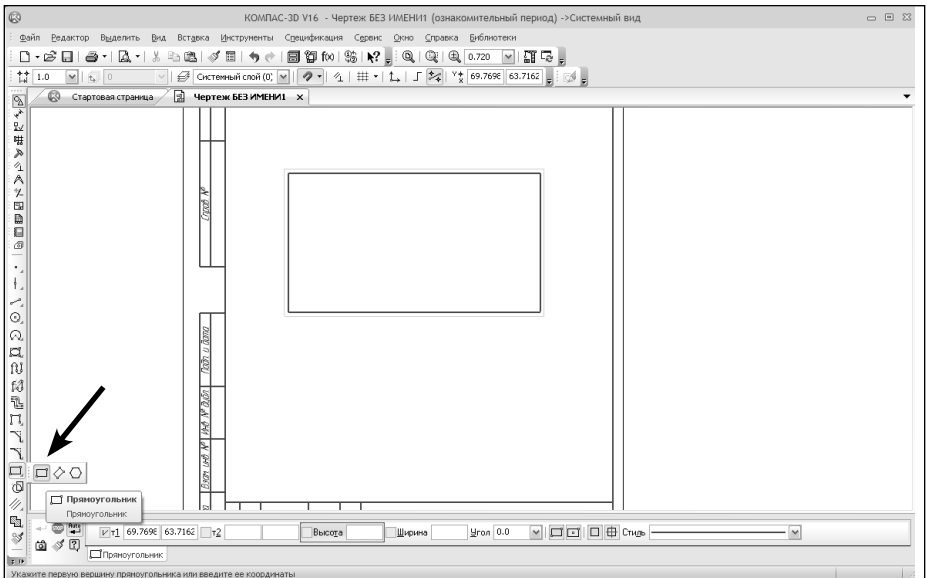 КОМПАС-3D V16 - Чертеж БЕЗ ИМЕНИ1 (ознакомительный период) ->Системный вид
Файл Редактор Выделить Вид Вставка Инструменты Спецификация Сервис Окно Справка Библиотеки
0.720
1.0 0 Системный слой (0) 69.7698 63.7162
Стартовая страница Чертеж БЕЗ ИМЕНИ1
Справ. №
Подп. и дата
Инв. № дубл.
Взам. инв. №
Прямоугольник
Прямоугольник
т1 69.7698 63.7162 т2 Высота Ширина Угол 0.0 Стиль
Прямоугольник
Укажите первую вершину прямоугольника или введите ее координаты